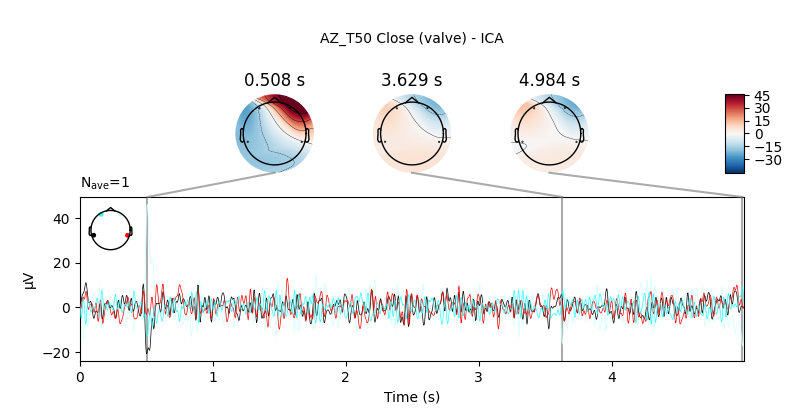 AZ_T50 Close (valve) - ICA
0.508 s
3.629 s
4.984 s
45
30
15
0
−15
−30
Nave=1
40
20
0
−20
µV
0
1
2
3
4
Time (s)